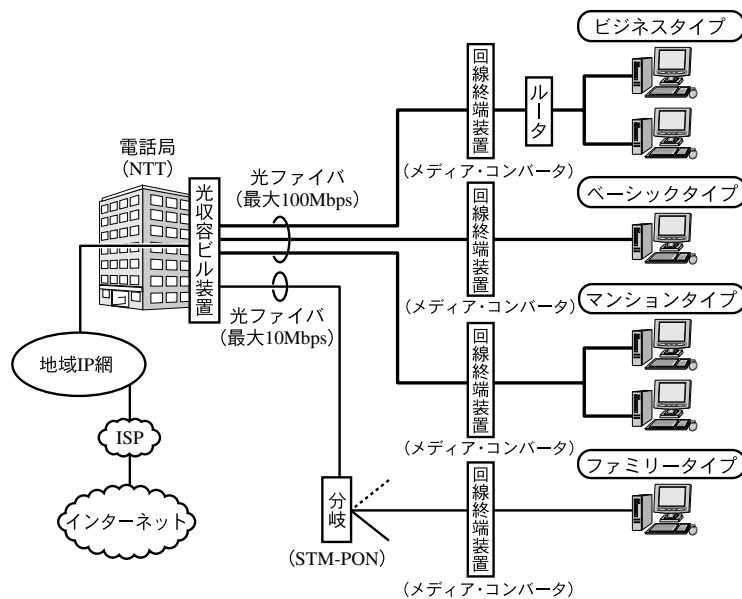 ビジネスタイプ
回線終端装置
ルータ
(メディア・コンバータ)
電話局
(NTT)
光収容ビル装置
光ファイバ
(最大100Mbps)
ベーシックタイプ
回線終端装置
(メディア・コンバータ)
光ファイバ
(最大10Mbps)
マンションタイプ
回線終端装置
(メディア・コンバータ)
地域IP網
ISP
インターネット
ファミリータイプ
分岐
(STM-PON)
回線終端装置
(メディア・コンバータ)